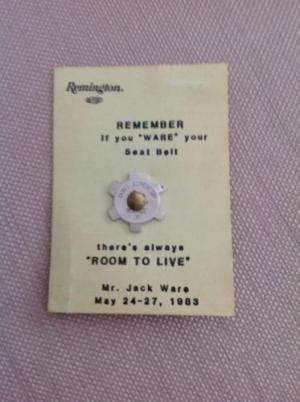 Remington.
REMEMBER
If you "WARE" your
Seat Belt
there's always
"ROOM TO LIVE"
Mr. Jack Ware
May 24-27, 1983